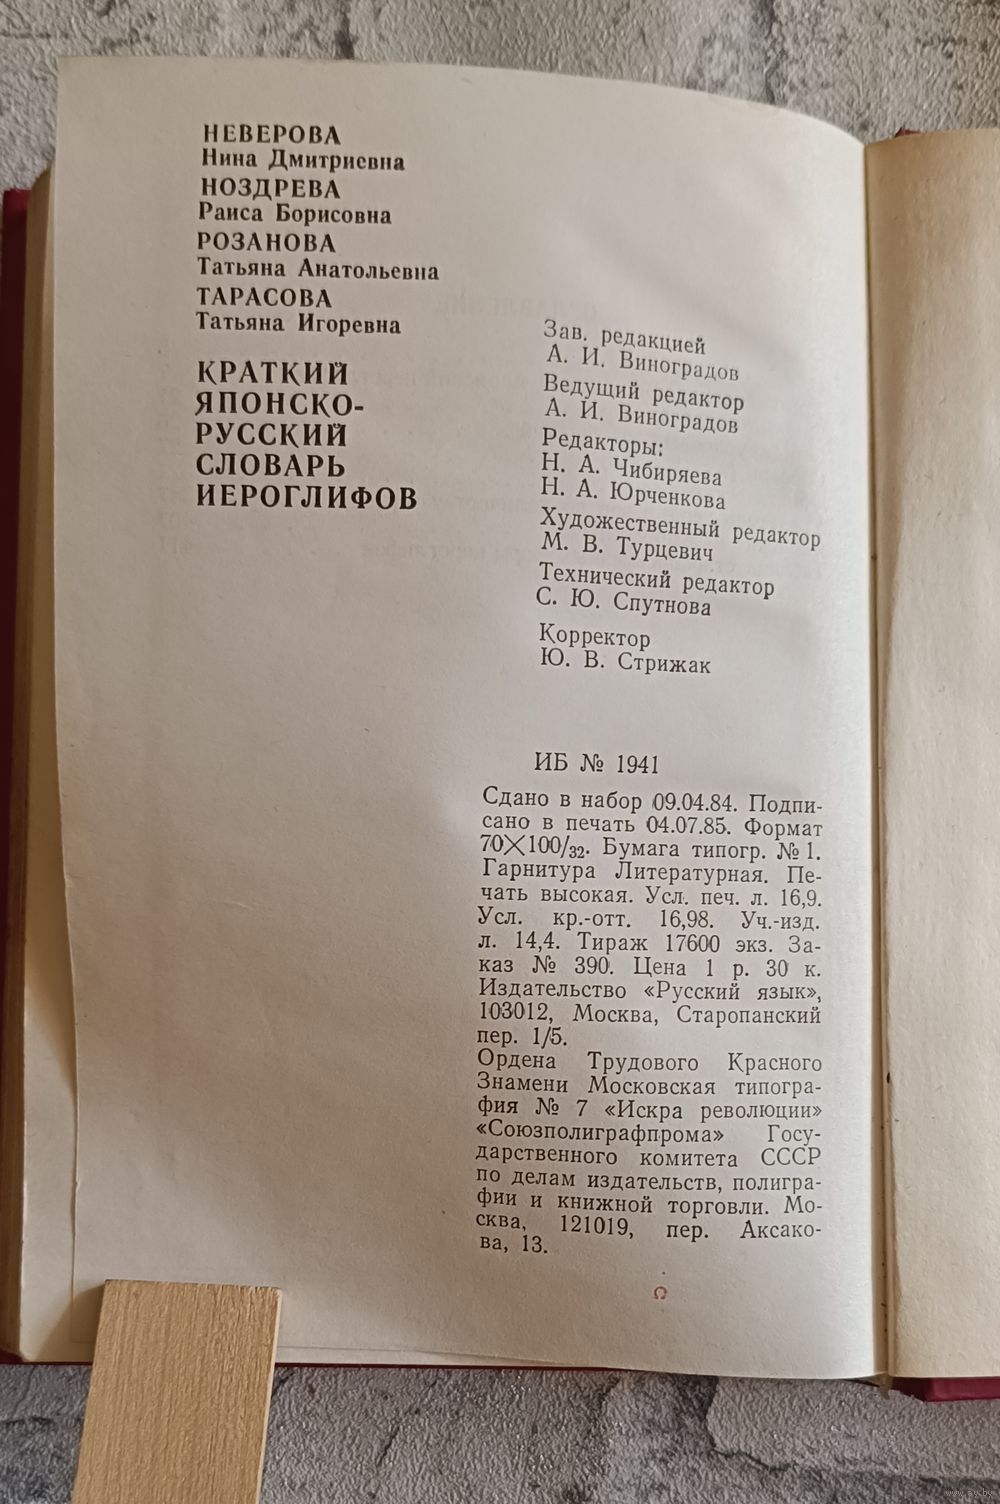 НЕВЕРОВА
Нина Дмитриевна
НОЗДРЕВА
Раиса Борисовна
РОЗАНОВА
Татьяна Анатольевна
ТАРАСОВА
Татьяна Игоревна
КРАТКИЙ
ЯПОНСКО-
РУССКИЙ
СЛОВАРЬ
ИЕРОГЛИФОВ
Зав. редакцией
А. И. Виноградов
Ведущий редактор
А. И. Виноградов
Редакторы:
Н. А. Чибиряева
Н. А. Юрченкова
Художественный редактор
М. В. Турцевич
Технический редактор
С. Ю. Спутнова
Корректор
Ю. В. Стрижак
ИБ № 1941
Сдано в набор 09.04.84. Подпи-
сано в печать 04.07.85. Формат
70×100/32. Бумага типогр. № 1.
Гарнитура Литературная. Пе-
чать высокая. Усл. печ. л. 16,9.
Усл. кр.-отт. 16,98. Уч.-изд.
л. 14,4. Тираж 17600 экз. За-
каз № 390. Цена 1 р. 30 к.
Издательство «Русский язык»,
103012, Москва, Старопанский
пер. 1/5.
Ордена Трудового Красного
Знамени Московская типогра-
фия № 7 «Искра революции»
«Союзполиграфпрома» Госу-
дарственного комитета СССР
по делам издательств, полигра-
фии и книжной торговли. Мо-
сква, 121019, пер. Аксако-
ва, 13.
www.ay.by